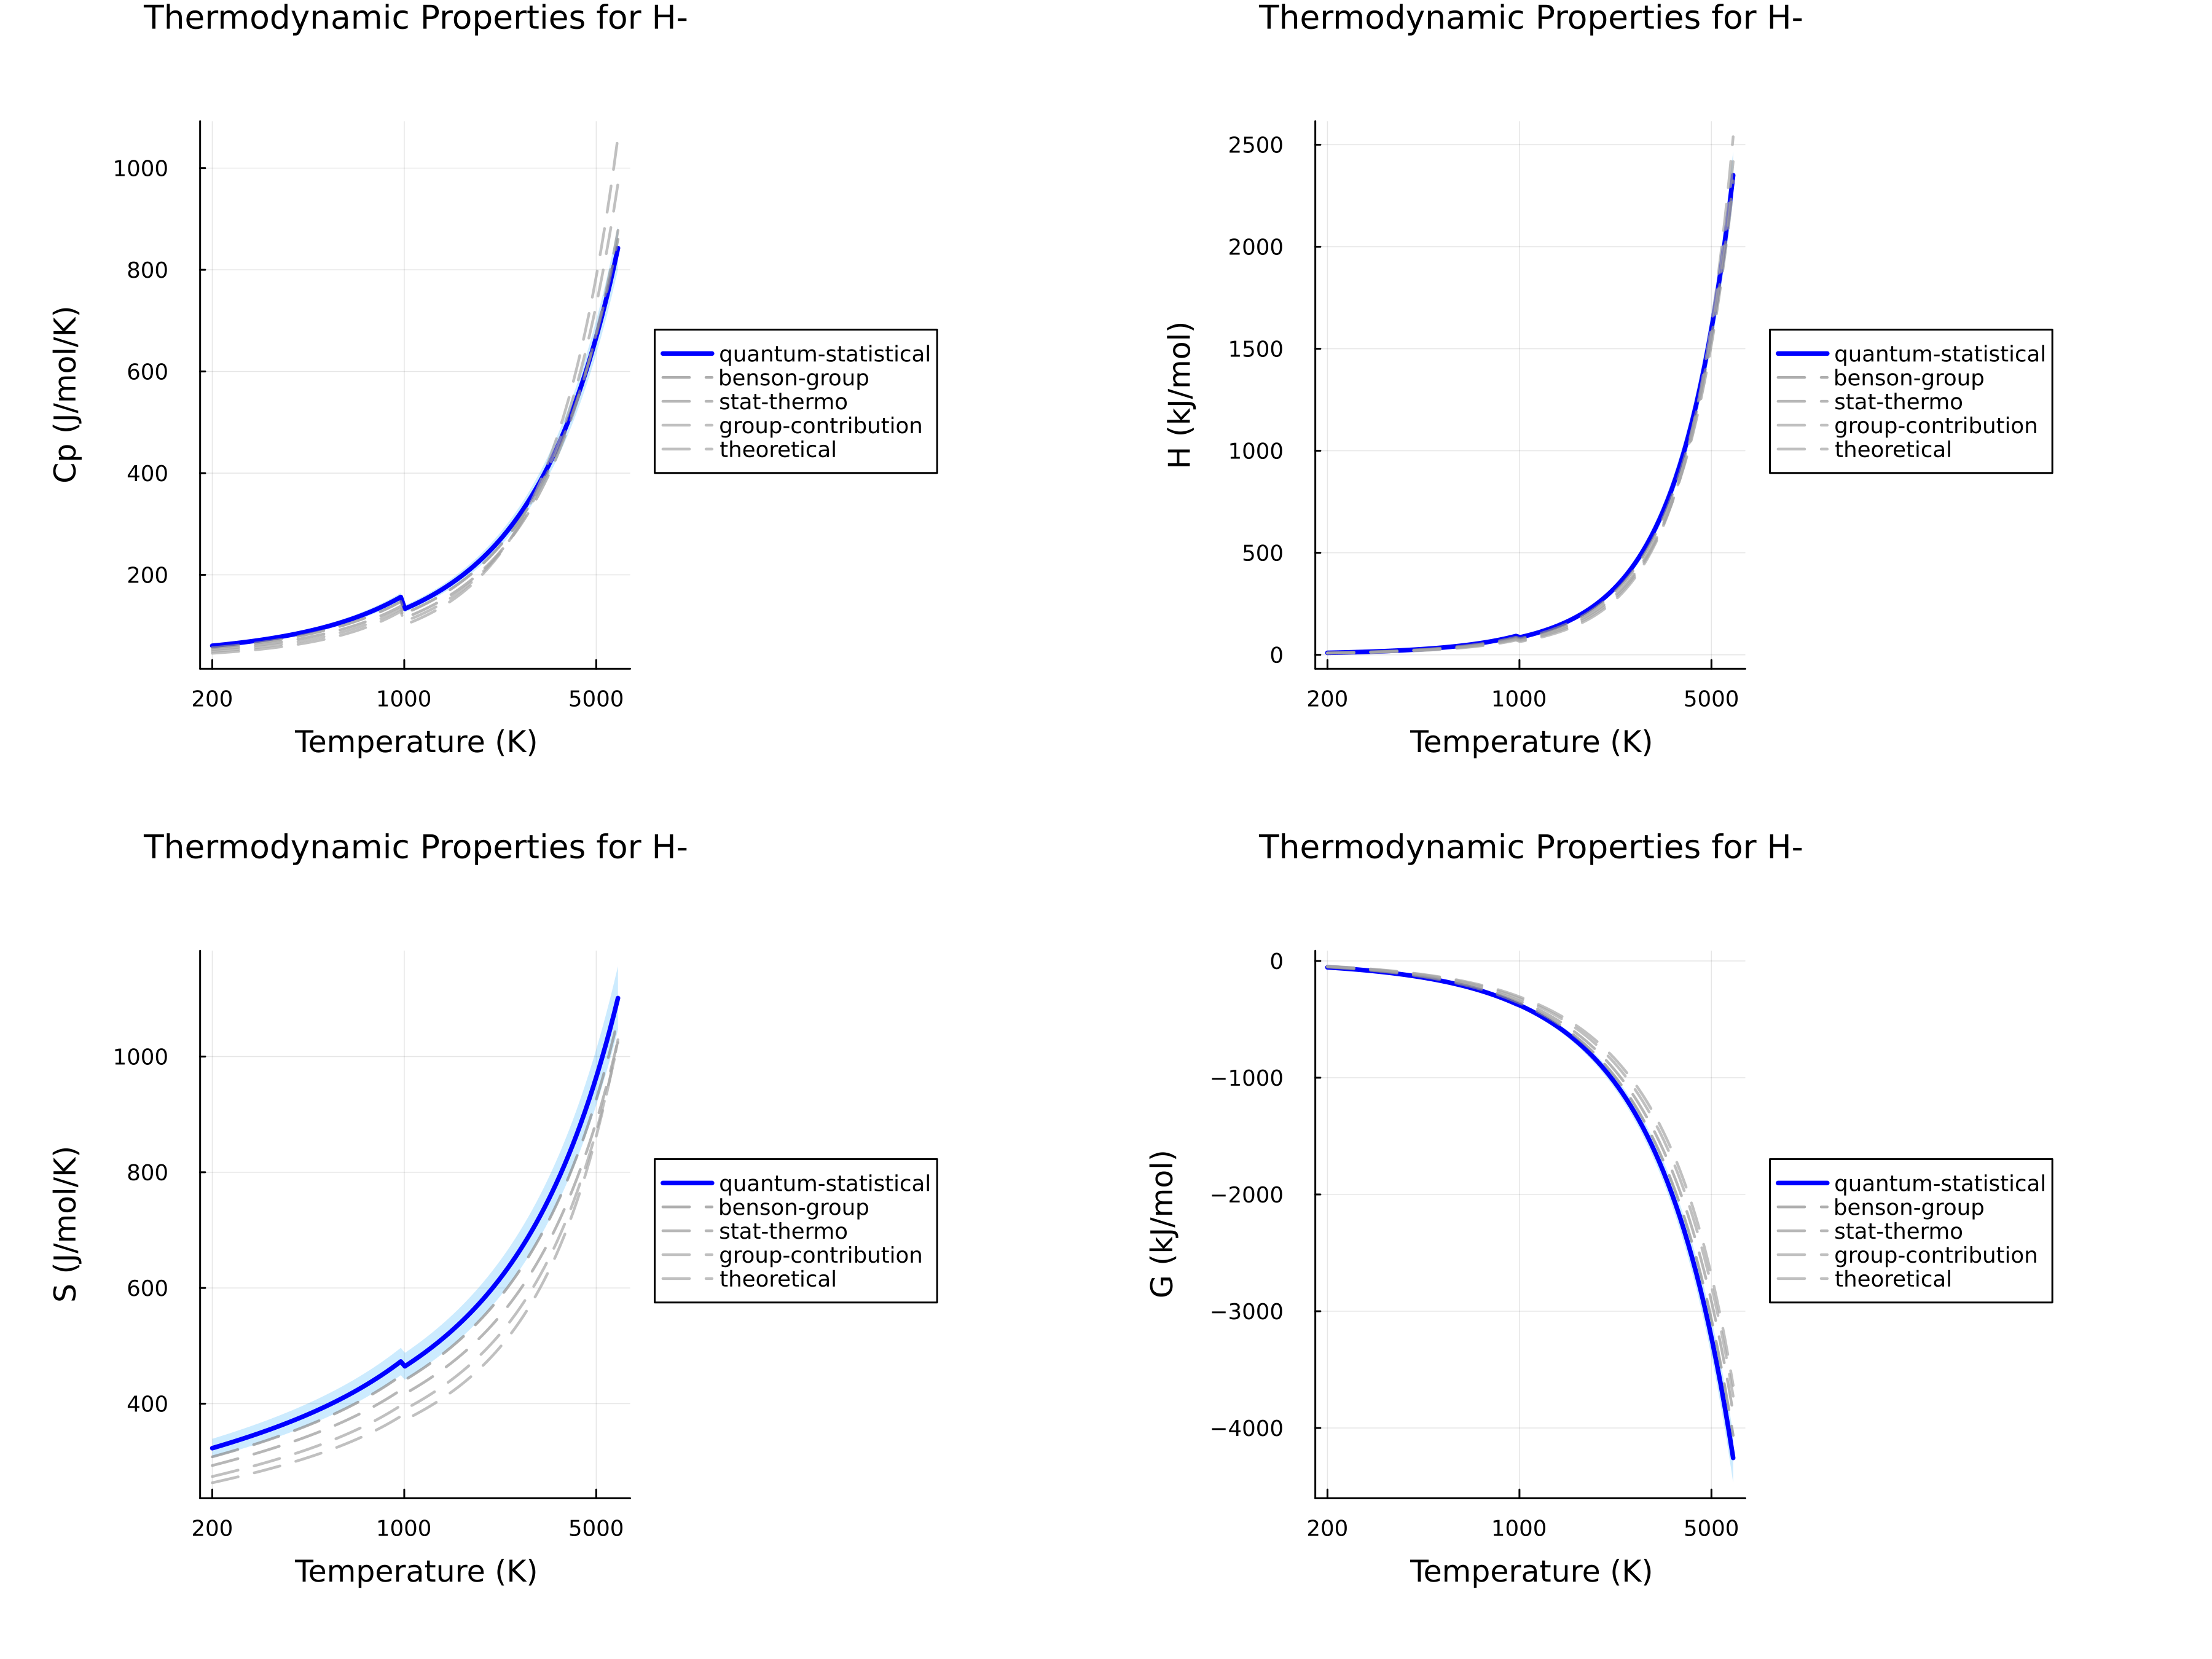 Thermodynamic Properties for H-
Cp (J/mol/K)
1000
800
600
400
200
200
1000
5000
Temperature (K)
quantum-statistical
benson-group
stat-thermo
group-contribution
theoretical
Thermodynamic Properties for H-
H (kJ/mol)
2500
2000
1500
1000
500
0
200
1000
5000
Temperature (K)
quantum-statistical
benson-group
stat-thermo
group-contribution
theoretical
Thermodynamic Properties for H-
S (J/mol/K)
1000
800
600
400
200
1000
5000
Temperature (K)
quantum-statistical
benson-group
stat-thermo
group-contribution
theoretical
Thermodynamic Properties for H-
G (kJ/mol)
0
−1000
−2000
−3000
−4000
200
1000
5000
Temperature (K)
quantum-statistical
benson-group
stat-thermo
group-contribution
theoretical